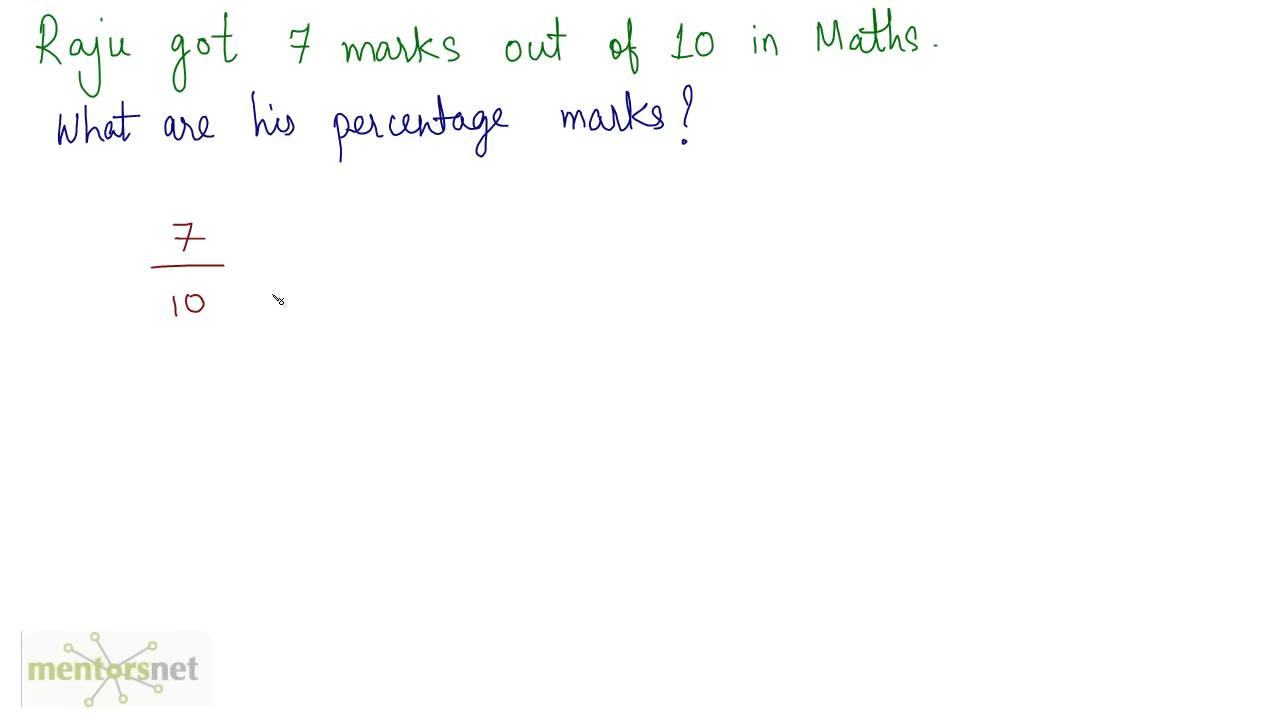 Raju got 7 marks out of 10 in Maths.
What are his percentage marks?
7
10
mentorsnet